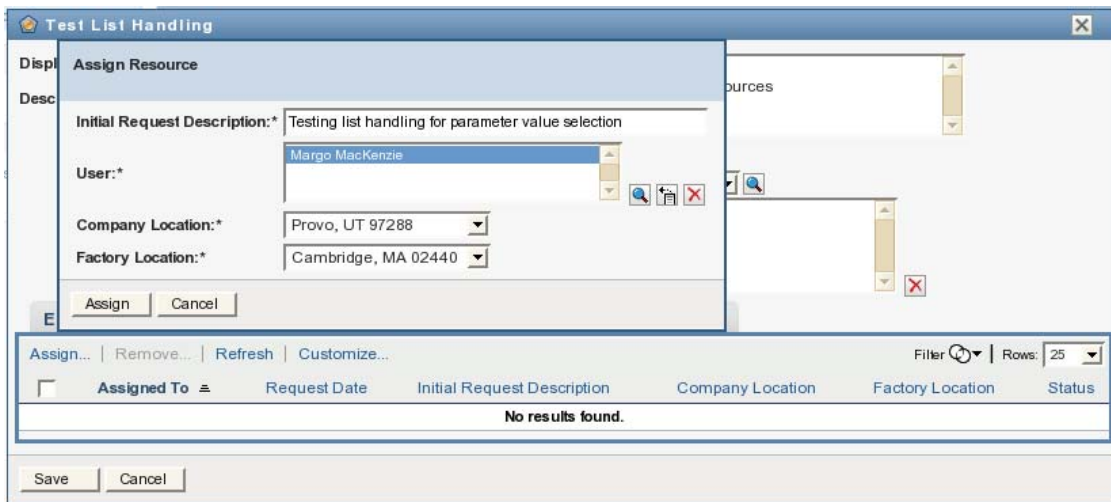 Test List Handling
Displ
Desc
Assign Resource
ources
Initial Request Description:* Testing list handling for parameter value selection
User:* Margo MacKenzie
Company Location:* Provo, UT 97288
Factory Location:* Cambridge, MA 02440
Assign Cancel
E
Assign... | Remove... | Refresh | Customize... Filter | Rows: 25
Assigned To Request Date Initial Request Description Company Location Factory Location Status
No results found.
Save Cancel